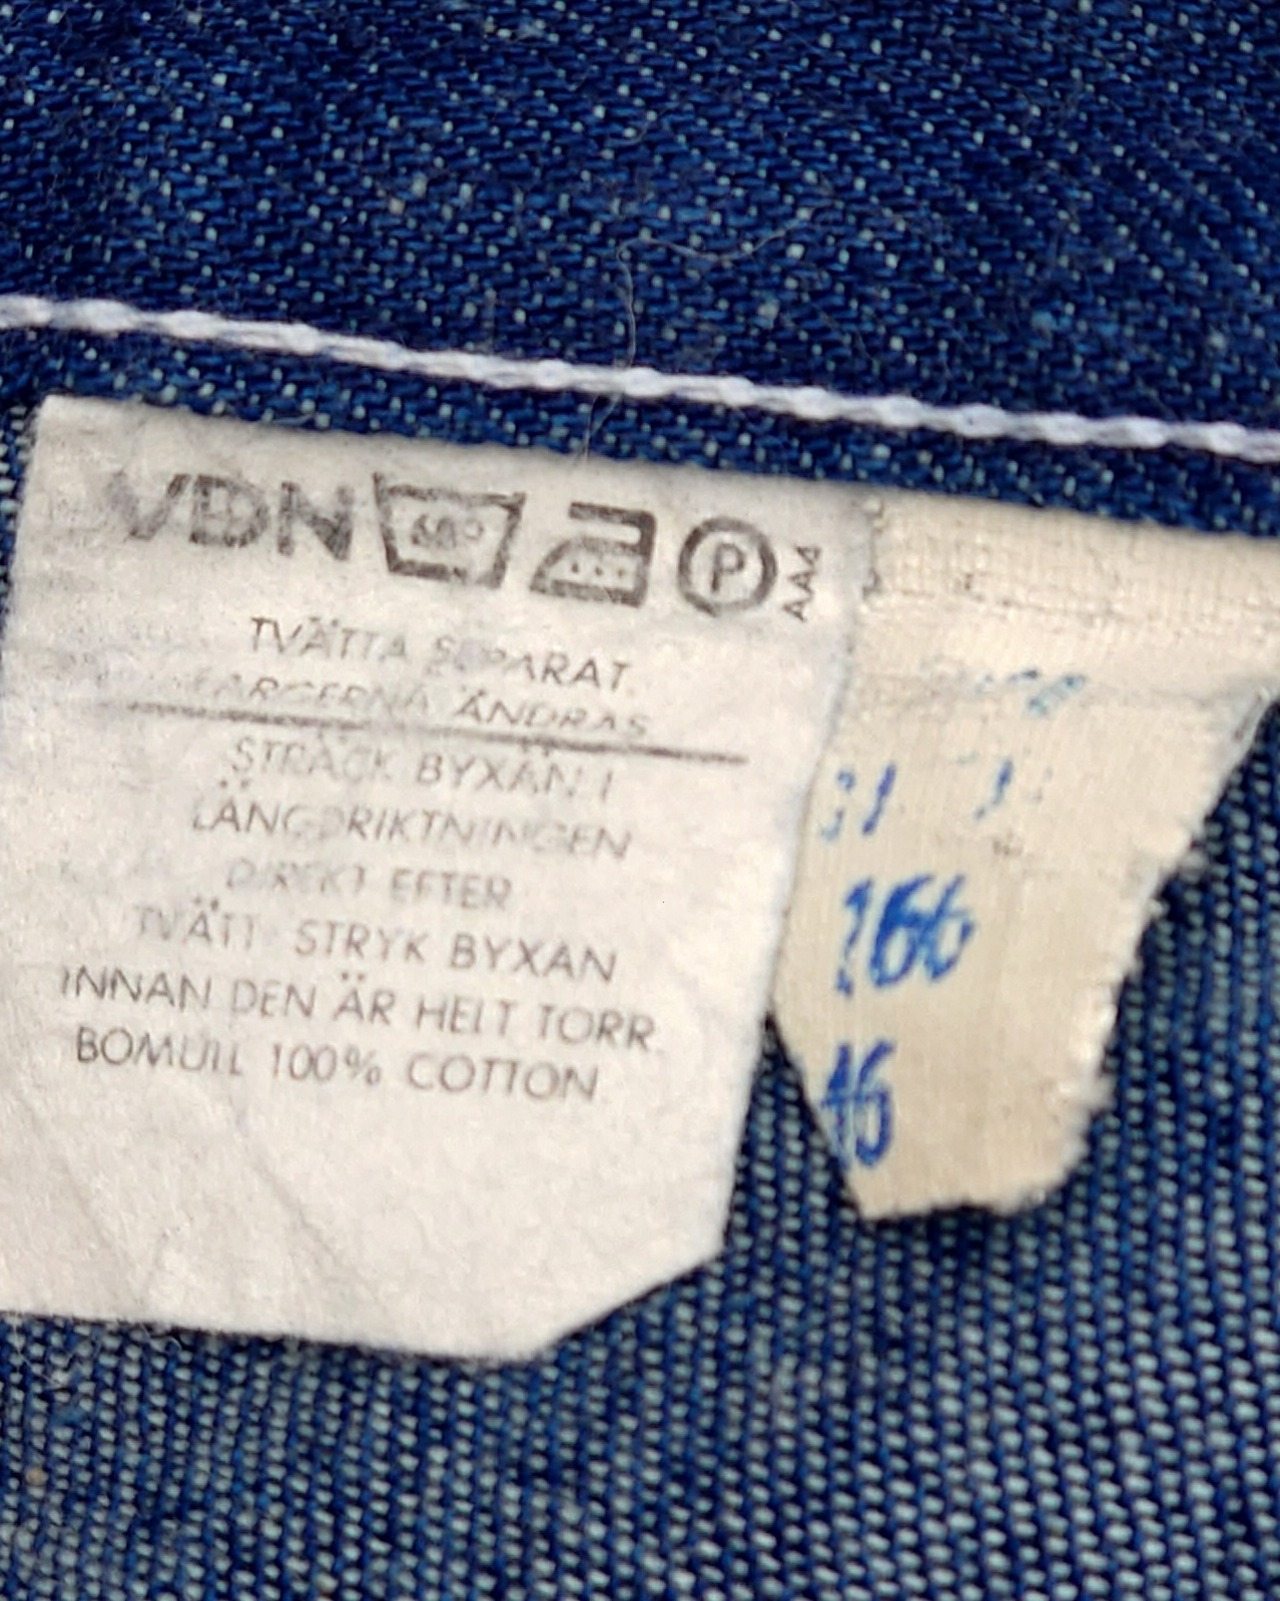 VDN 60° P AA4
TVÄTTA SEPARAT.
FÄRGERNA ÄNDRAS
STRÄCK BYXAN I
LÄNGDRIKTNINGEN
DIREKT EFTER
TVÄTT STRYK BYXAN
INNAN DEN ÄR HELT TORR.
BOMULL 100% COTTON
166
46